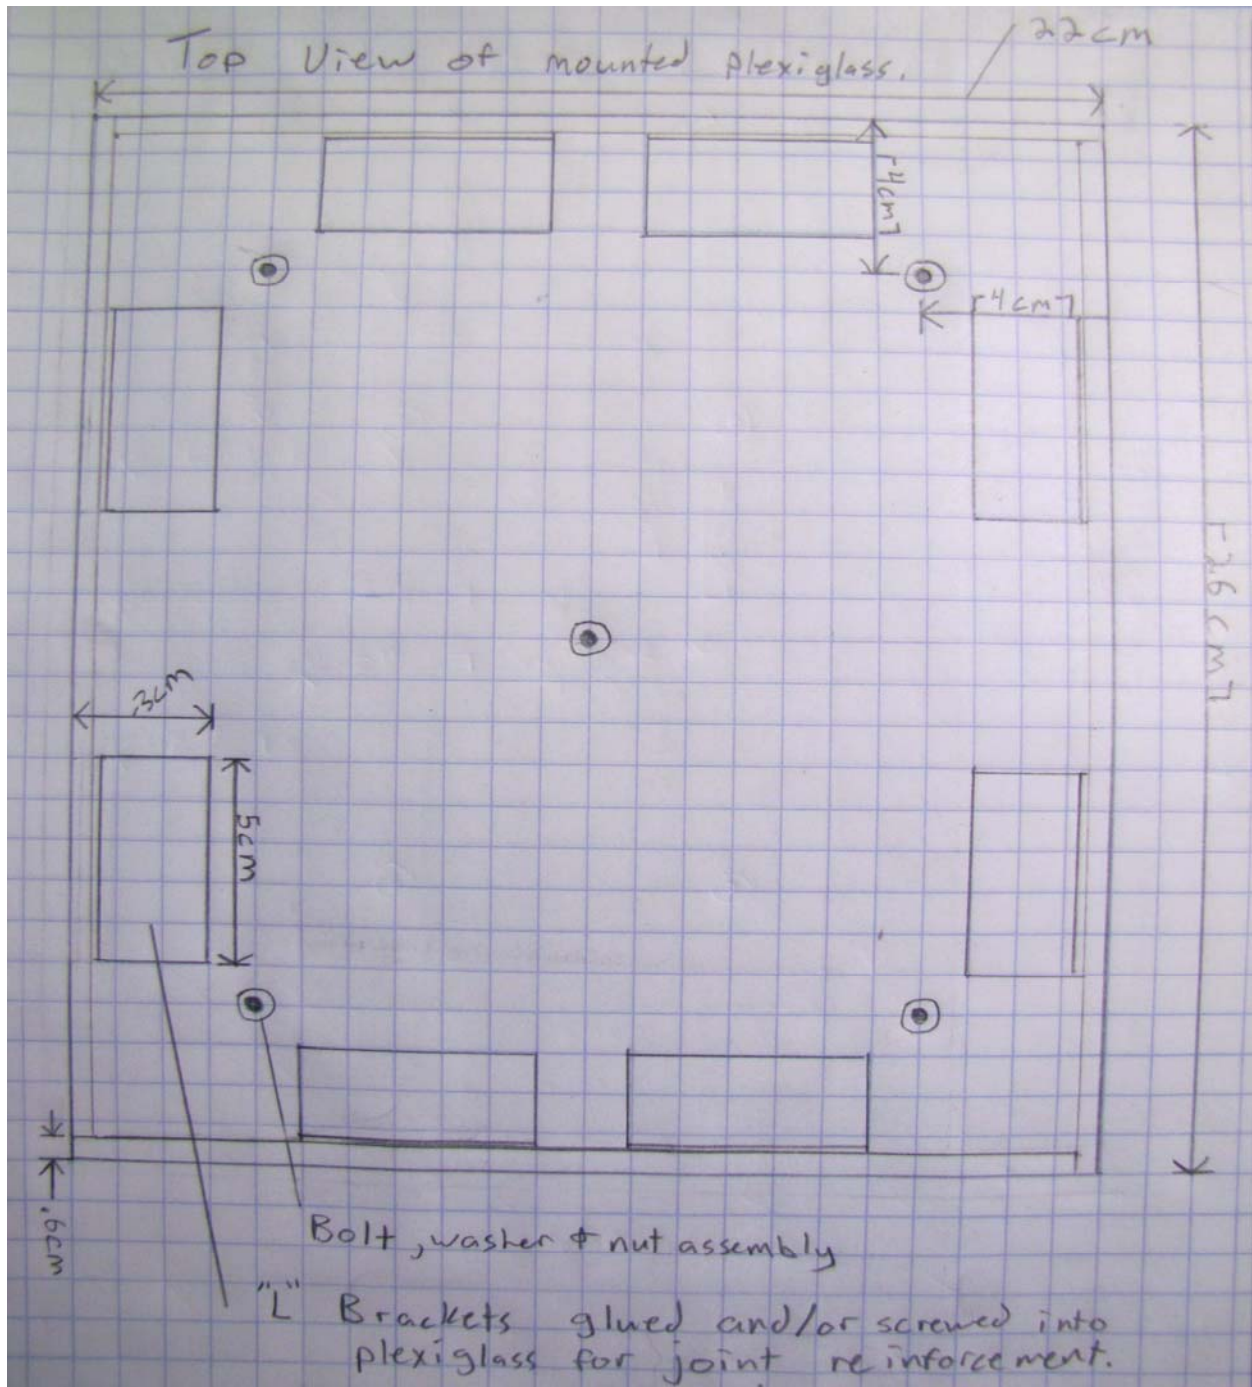 22cm
Top View of mounted plexiglass.
4cm
4cm
26cm
3cm
5cm
.6cm
Bolt, washer & nut assembly
"L" Brackets glued and/or screwed into
plexiglass for joint reinforcement.